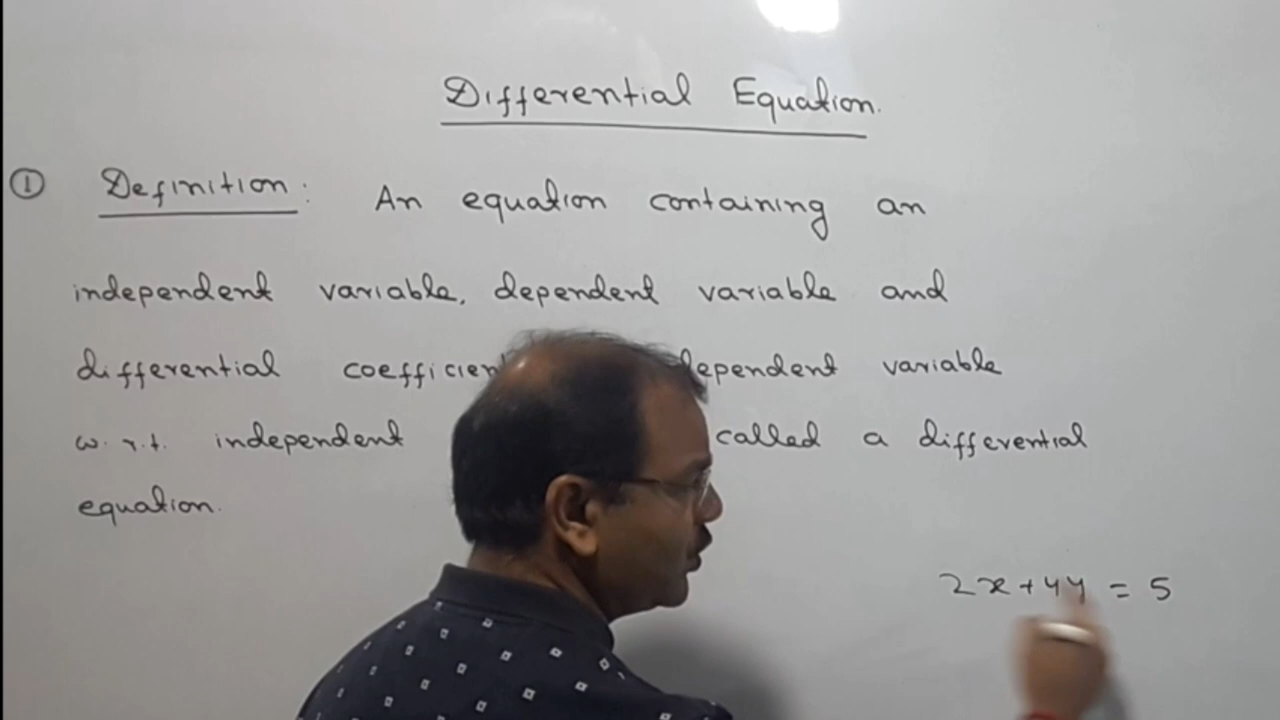 Differential Equation.
① Definition: An equation containing an
independent variable, dependent variable and
differential dependent variable
w.r.t. independent called a differential
equation.
2x+4y = 5